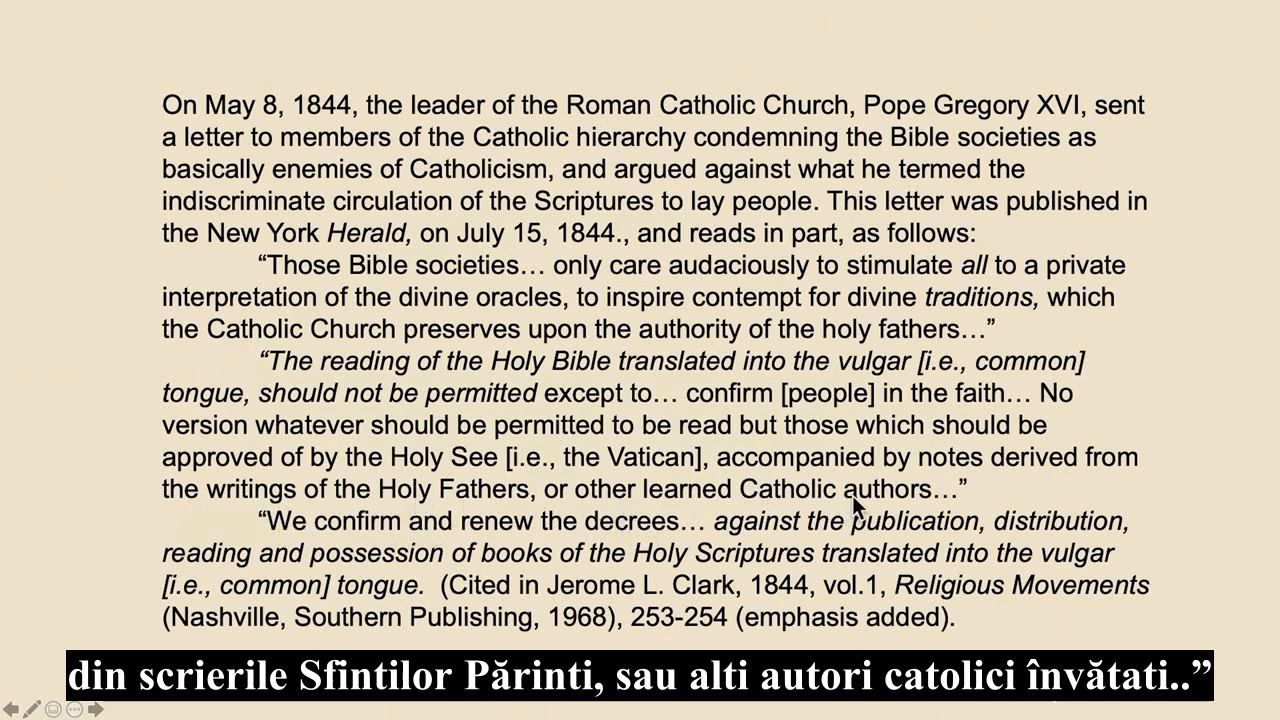 On May 8, 1844, the leader of the Roman Catholic Church, Pope Gregory XVI, sent
a letter to members of the Catholic hierarchy condemning the Bible societies as
basically enemies of Catholicism, and argued against what he termed the
indiscriminate circulation of the Scriptures to lay people. This letter was published in
the New York Herald, on July 15, 1844., and reads in part, as follows:
“Those Bible societies… only care audaciously to stimulate all to a private
interpretation of the divine oracles, to inspire contempt for divine traditions, which
the Catholic Church preserves upon the authority of the holy fathers…”
“The reading of the Holy Bible translated into the vulgar [i.e., common]
tongue, should not be permitted except to… confirm [people] in the faith… No
version whatever should be permitted to be read but those which should be
approved of by the Holy See [i.e., the Vatican], accompanied by notes derived from
the writings of the Holy Fathers, or other learned Catholic authors…”
“We confirm and renew the decrees… against the publication, distribution,
reading and possession of books of the Holy Scriptures translated into the vulgar
[i.e., common] tongue. (Cited in Jerome L. Clark, 1844, vol.1, Religious Movements
(Nashville, Southern Publishing, 1968), 253-254 (emphasis added).
din scrierile Sfintilor Părinti, sau alti autori catolici învătati..”